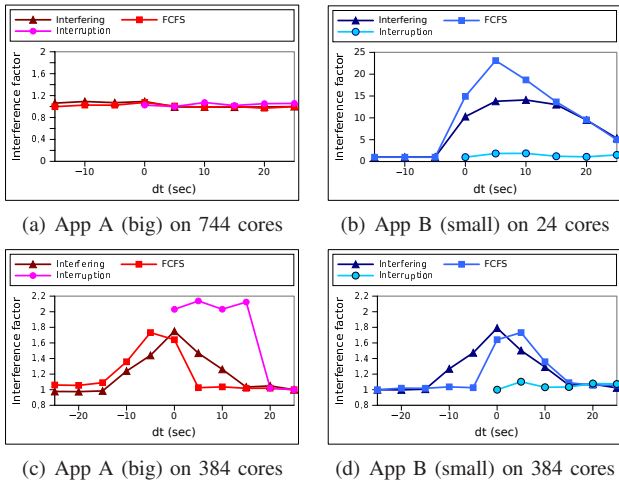 Interfering FCFS
Interruption
Interference factor
2
1.6
1.2
0.8
0.4
0
−10 0 10 20
dt (sec)
(a) App A (big) on 744 cores
Interfering FCFS
Interruption
Interference factor
25
20
15
10
5
0
−10 0 10 20
dt (sec)
(b) App B (small) on 24 cores
Interfering FCFS
Interruption
Interference factor
2.2
2
1.8
1.6
1.4
1.2
1
0.8
−20 −10 0 10 20
dt (sec)
(c) App A (big) on 384 cores
Interfering FCFS
Interruption
Interference factor
2.2
2
1.8
1.6
1.4
1.2
1
0.8
−20 −10 0 10 20
dt (sec)
(d) App B (small) on 384 cores